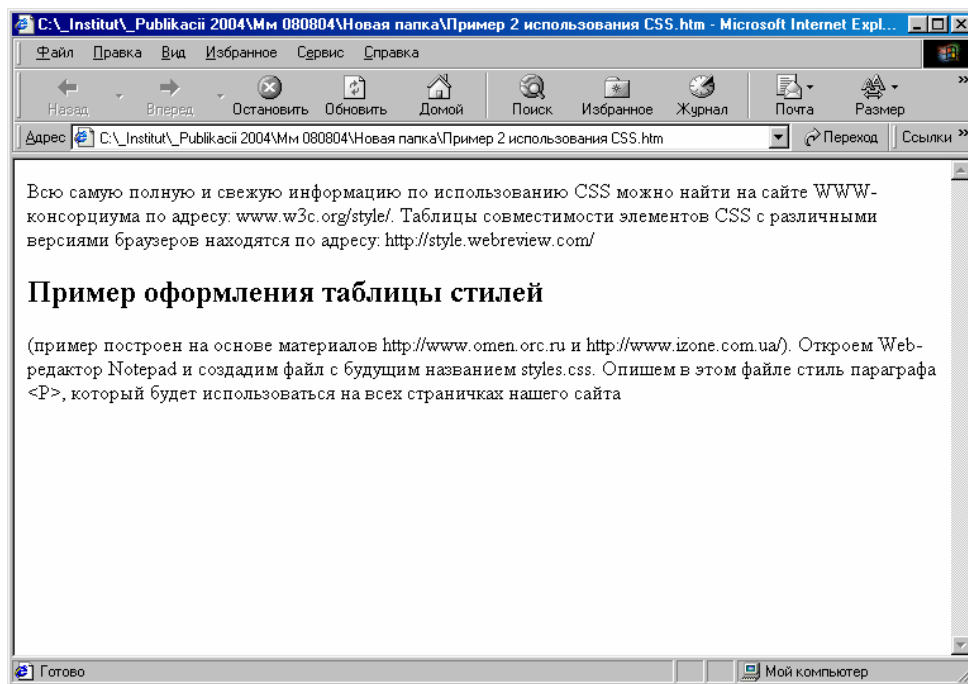 C:\_Institut\_Publikacii 2004\Мм 080804\Новая папка\Пример 2 использования CSS.htm - Microsoft Internet Expl...
Файл Правка Вид Избранное Сервис Справка
Назад Вперед Остановить Обновить Домой Поиск Избранное Журнал Почта Размер »
Адрес C:\_Institut\_Publikacii 2004\Мм 080804\Новая папка\Пример 2 использования CSS.htm Переход Ссылки »
Всю самую полную и свежую информацию по использованию CSS можно найти на сайте WWW-
консорциума по адресу: www.w3c.org/style/. Таблицы совместимости элементов CSS с различными
версиями браузеров находятся по адресу: http://style.webreview.com/
Пример оформления таблицы стилей
(пример построен на основе материалов http://www.omen.orc.ru и http://www.izone.com.ua/). Откроем Web-
редактор Notepad и создадим файл с будущим названием styles.css. Опишем в этом файле стиль параграфа
<P>, который будет использоваться на всех страничках нашего сайта
Готово Мой компьютер